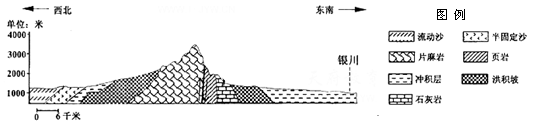 西北
东南
图例
单位：米
4000
3000
2000
1000
银川
0 6 千米
流动沙
半固定沙
片麻岩
页岩
冲积层
洪积坡
石灰岩